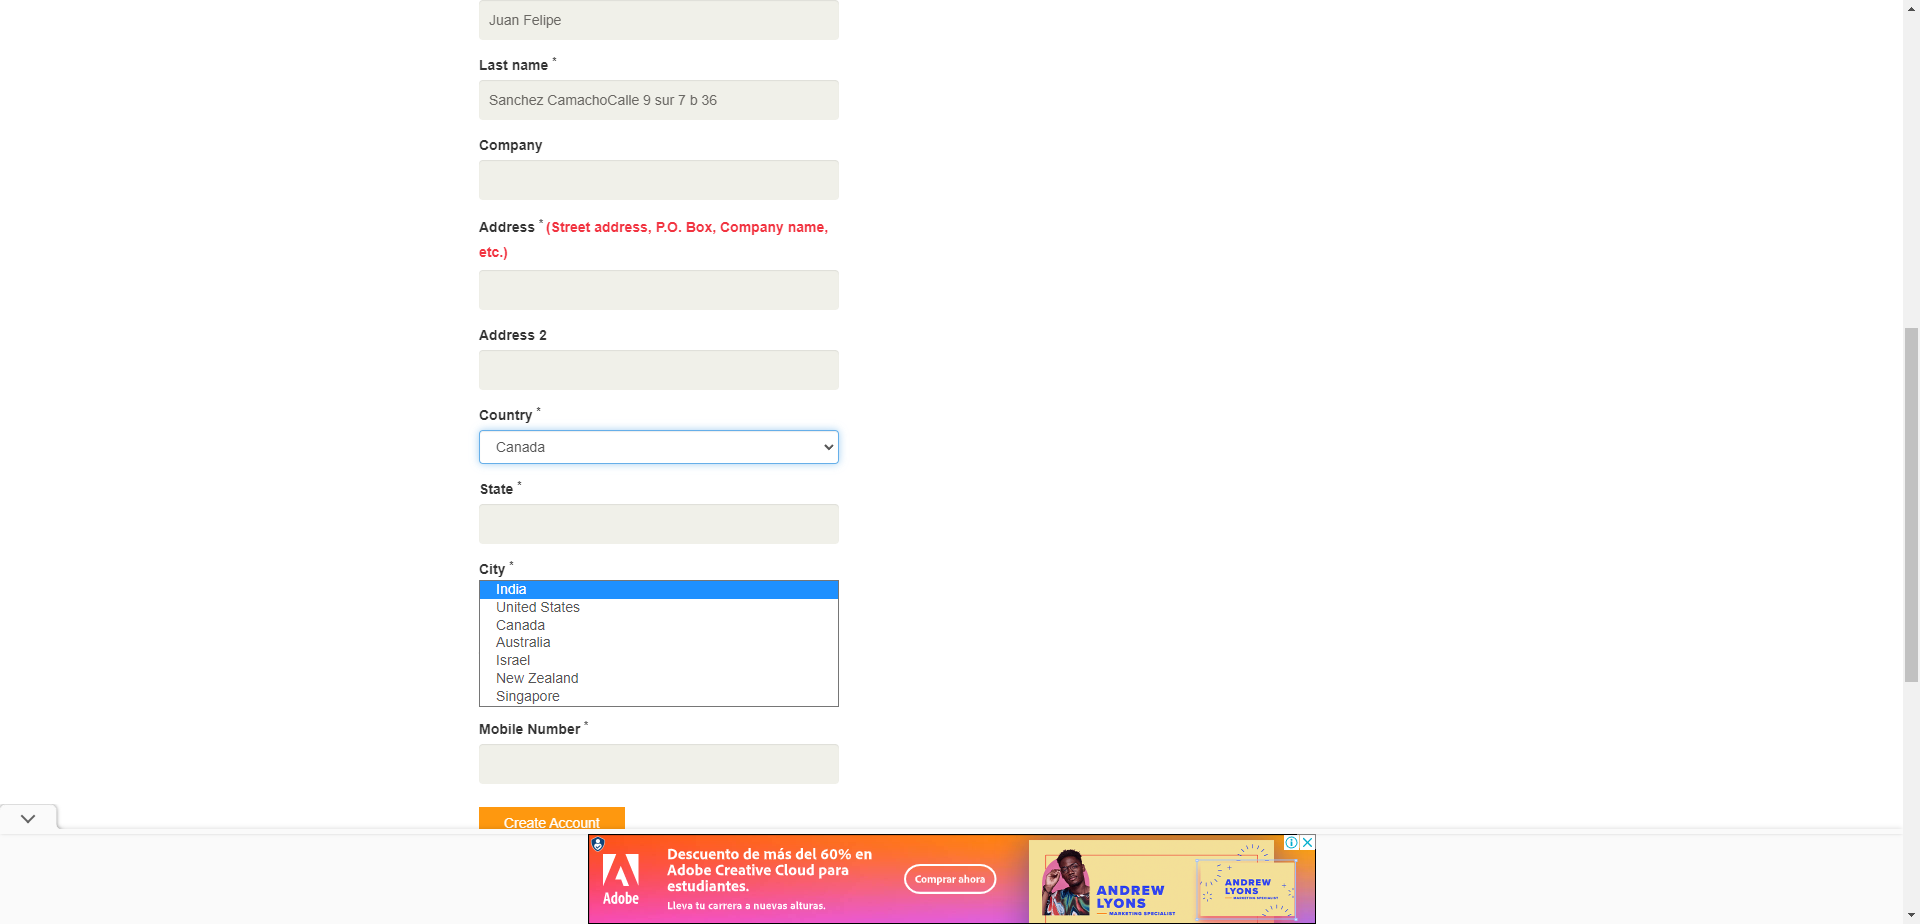 Juan Felipe
Last name *
Sanchez CamachoCalle 9 sur 7 b 36
Company
Address * (Street address, P.O. Box, Company name,
etc.)
Address 2
Country *
Canada
State *
City *
India
United States
Canada
Australia
Israel
New Zealand
Singapore
Mobile Number *
Create Account
Adobe
Descuento de más del 60% en
Adobe Creative Cloud para
estudiantes.
Lleva tu carrera a nuevas alturas.
Comprar ahora
ANDREW
LYONS
MARKETING SPECIALIST
ANDREW
LYONS
MARKETING SPECIALIST